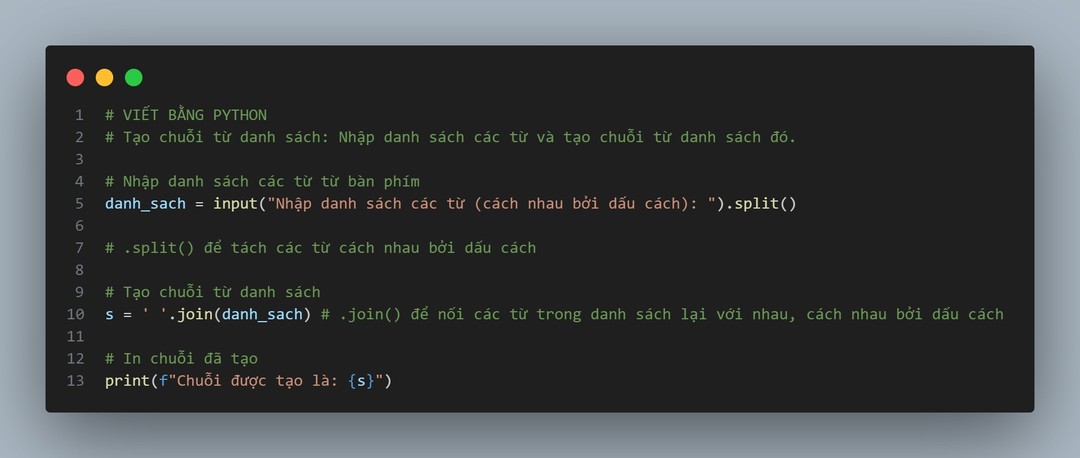 1 # VIẾT BẰNG PYTHON
2 # Tạo chuỗi từ danh sách: Nhập danh sách các từ và tạo chuỗi từ danh sách đó.
3
4 # Nhập danh sách các từ từ bàn phím
5 danh_sach = input("Nhập danh sách các từ (cách nhau bởi dấu cách): ").split()
6
7 # .split() để tách các từ cách nhau bởi dấu cách
8
9 # Tạo chuỗi từ danh sách
10 s = ' '.join(danh_sach) # .join() để nối các từ trong danh sách lại với nhau, cách nhau bởi dấu cách
11
12 # In chuỗi đã tạo
13 print(f"Chuỗi được tạo là: {s}")